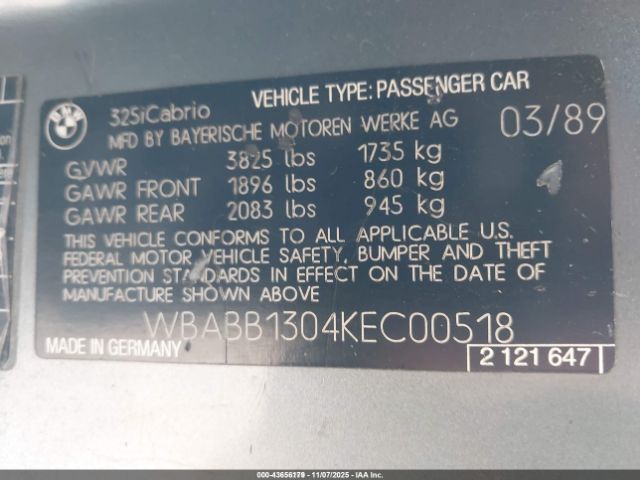 BMW
325iCabrio VEHICLE TYPE: PASSENGER CAR
MFD BY BAYERISCHE MOTOREN WERKE AG 03/89
GVWR 3825 lbs 1735 kg
GAWR FRONT 1896 lbs 860 kg
GAWR REAR 2083 lbs 945 kg
THIS VEHICLE CONFORMS TO ALL APPLICABLE U.S.
FEDERAL MOTOR VEHICLE SAFETY, BUMPER AND THEFT
PREVENTION STANDARDS IN EFFECT ON THE DATE OF
MANUFACTURE SHOWN ABOVE
WBABB1304KEC00518
MADE IN GERMANY 2 121 647
000-43656179 - 11/07/2025 - IAAC, Inc.